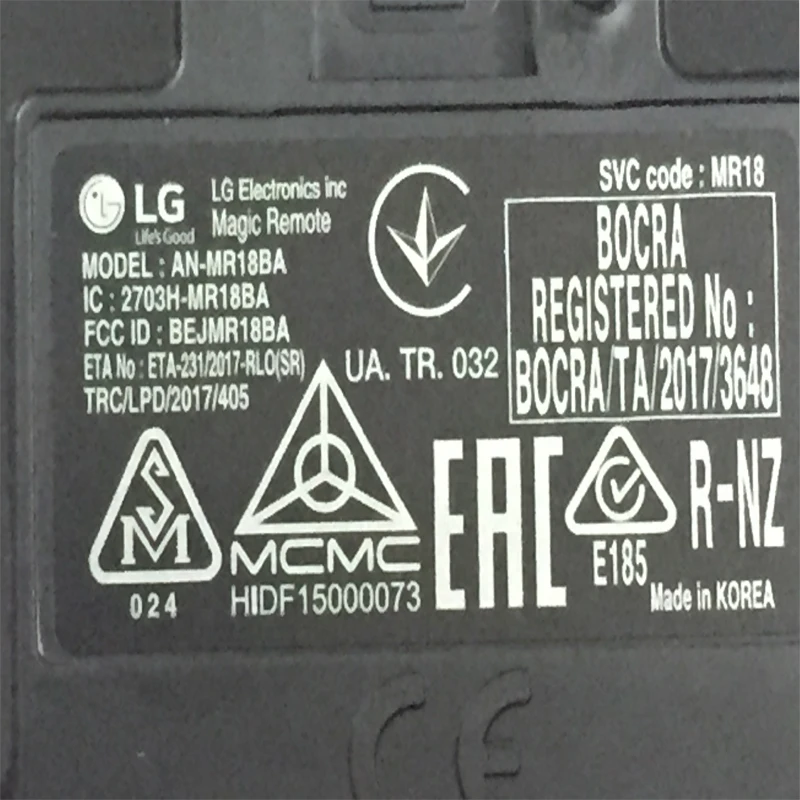 LG
Life's Good
LG Electronics Inc
Magic Remote
MODEL : AN-MR18BA
IC : 2703H-MR18BA
FCC ID : BEJMR18BA
ETA No : ETA-231/2017-RLO(SR)
TRC/LPD/2017/405
UA. TR. 032
SVC code : MR18
BOCRA
REGISTERED No :
BOCRA/TA/2017/3648
SM
024
MCMC
HIDF15000073
EAC
E185
R-NZ
Made in KOREA
CE